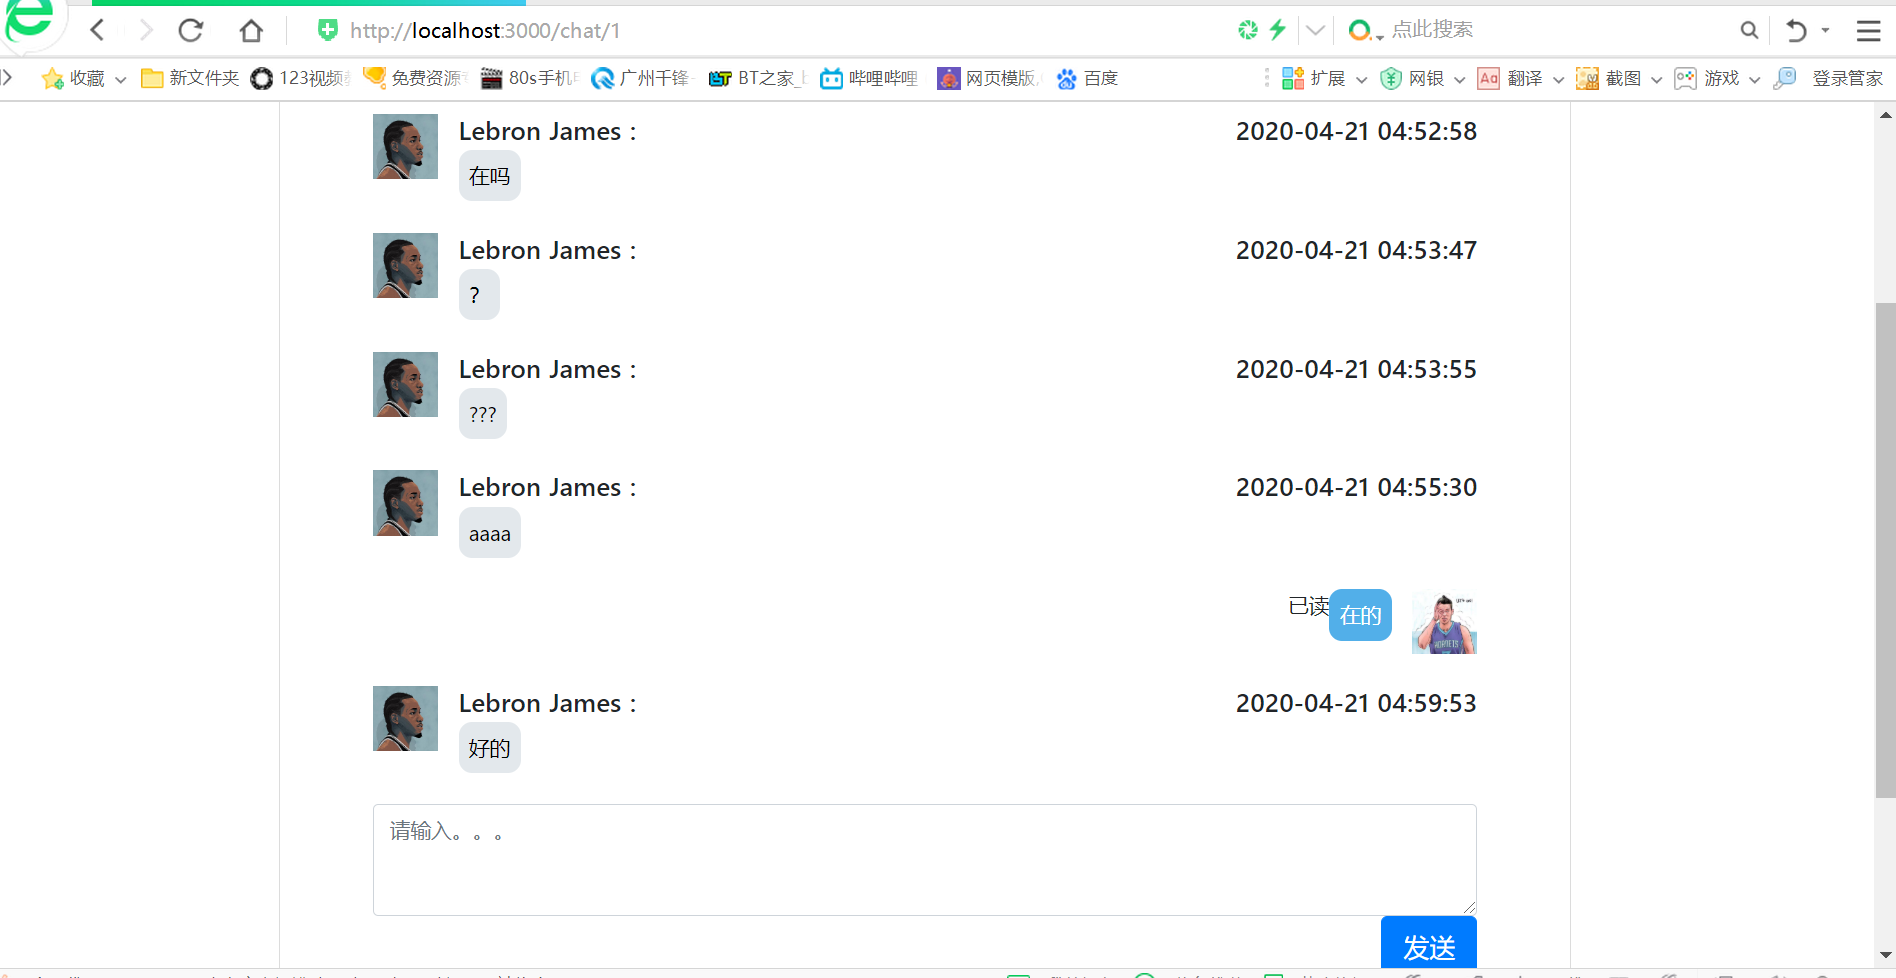 http://localhost:3000/chat/1
点此搜索
收藏 新文件夹 123视频 免费资源 80s手机 广州千锋 BT之家_ 哔哩哔哩 网页模版, 百度 扩展 网银 翻译 截图 游戏 登录管家
Lebron James : 2020-04-21 04:52:58
在吗
Lebron James : 2020-04-21 04:53:47
?
Lebron James : 2020-04-21 04:53:55
???
Lebron James : 2020-04-21 04:55:30
aaaa
已读 在的
Lebron James : 2020-04-21 04:59:53
好的
请输入。。。
发送